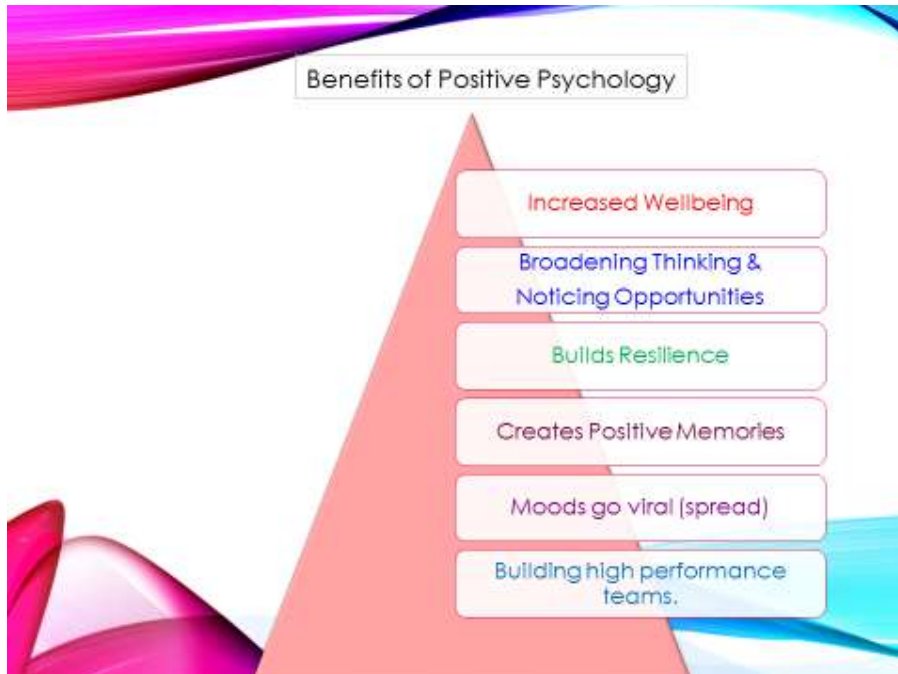 Benefits of Positive Psychology
Increased Wellbeing
Broadening Thinking &
Noticing Opportunities
Builds Resilience
Creates Positive Memories
Moods go viral (spread)
Building high performance
teams.